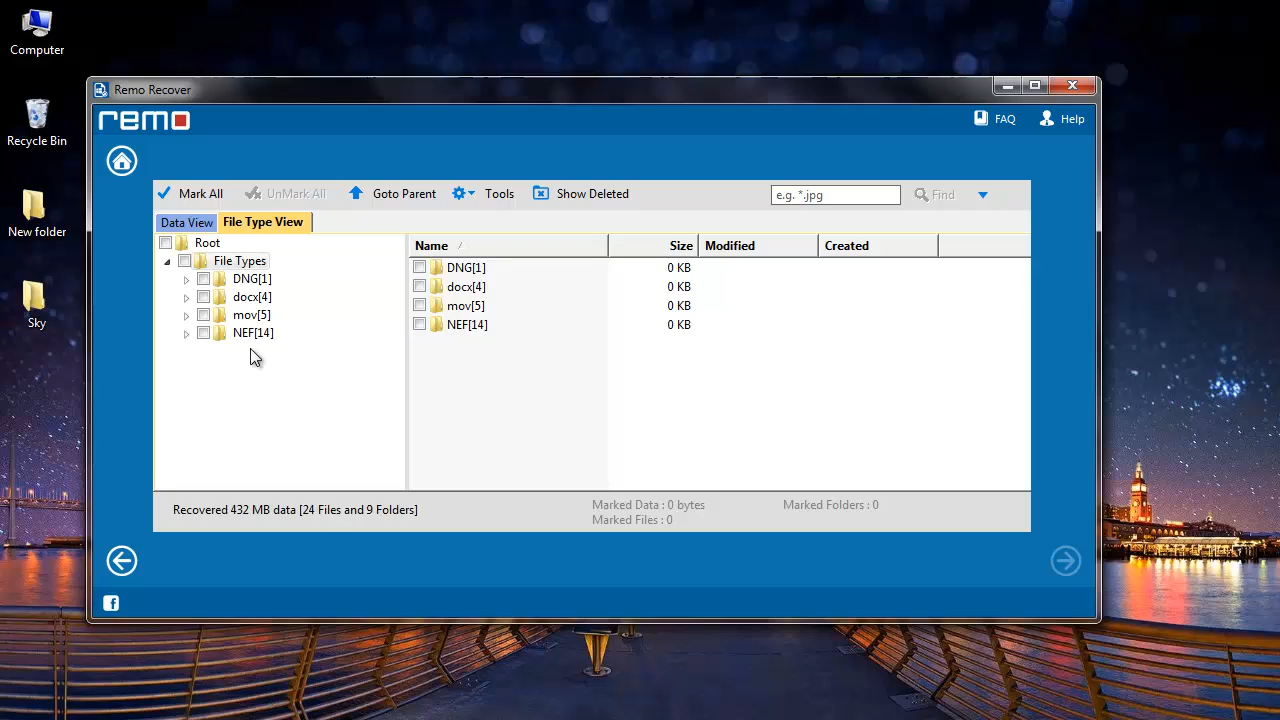 Computer
Recycle Bin
New folder
Sky
Remo Recover
remo
FAQ Help
Mark All UnMark All Goto Parent Tools Show Deleted e.g. *.jpg Find
Data View File Type View
Root
File Types
DNG[1]
docx[4]
mov[5]
NEF[14]
Name Size Modified Created
DNG[1] 0 KB
docx[4] 0 KB
mov[5] 0 KB
NEF[14] 0 KB
Recovered 432 MB data [24 Files and 9 Folders]
Marked Data : 0 bytes Marked Folders : 0
Marked Files : 0
f